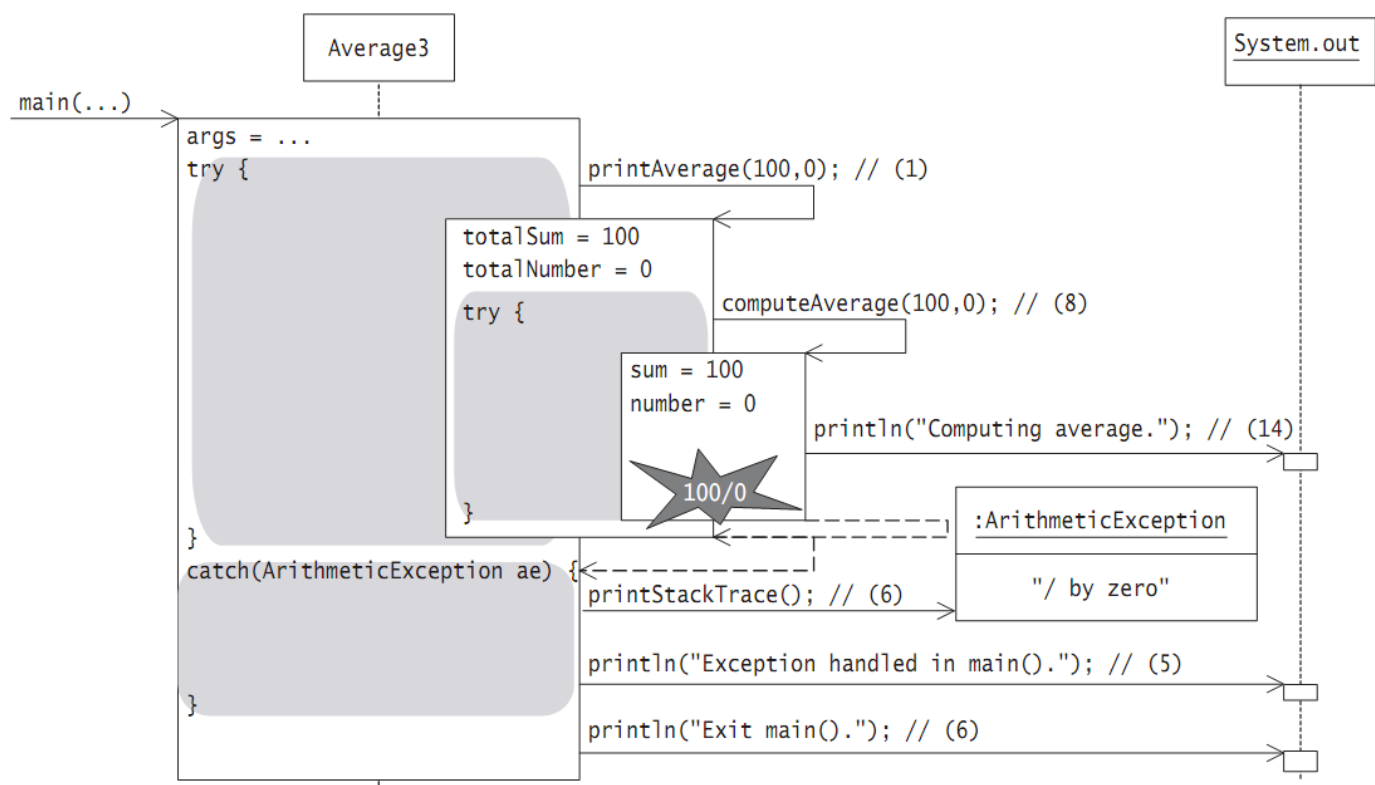 Average3
System.out
main(...)
args = ...
try {
printAverage(100,0); // (1)
totalSum = 100
totalNumber = 0
try {
computeAverage(100,0); // (8)
sum = 100
number = 0
println("Computing average."); // (14)
100/0
}
:ArithmeticException
}
catch(ArithmeticException ae) {
"/ by zero"
printStackTrace(); // (6)
println("Exception handled in main()."); // (5)
}
println("Exit main()."); // (6)